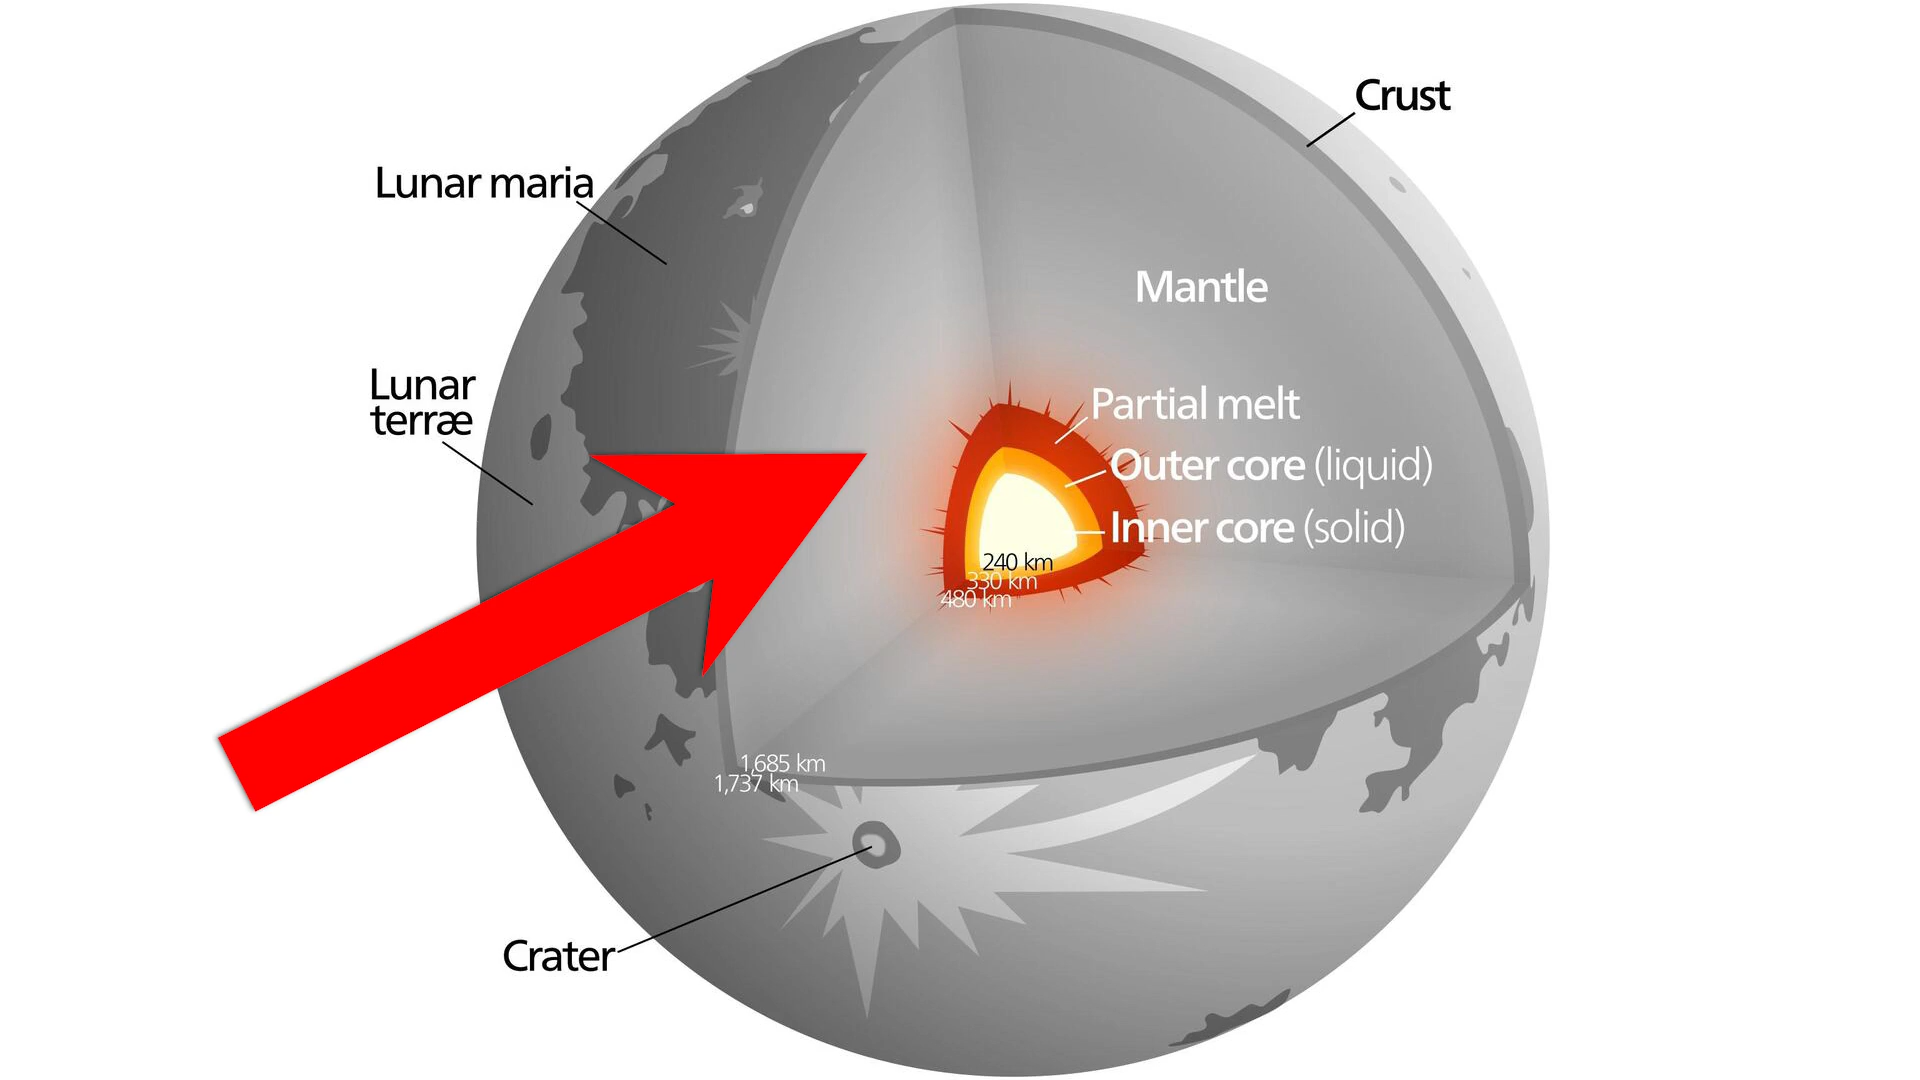 Crust
Lunar maria
Mantle
Lunar
terræ
Partial melt
Outer core (liquid)
Inner core (solid)
240 km
330 km
480 km
1,685 km
1,737 km
Crater